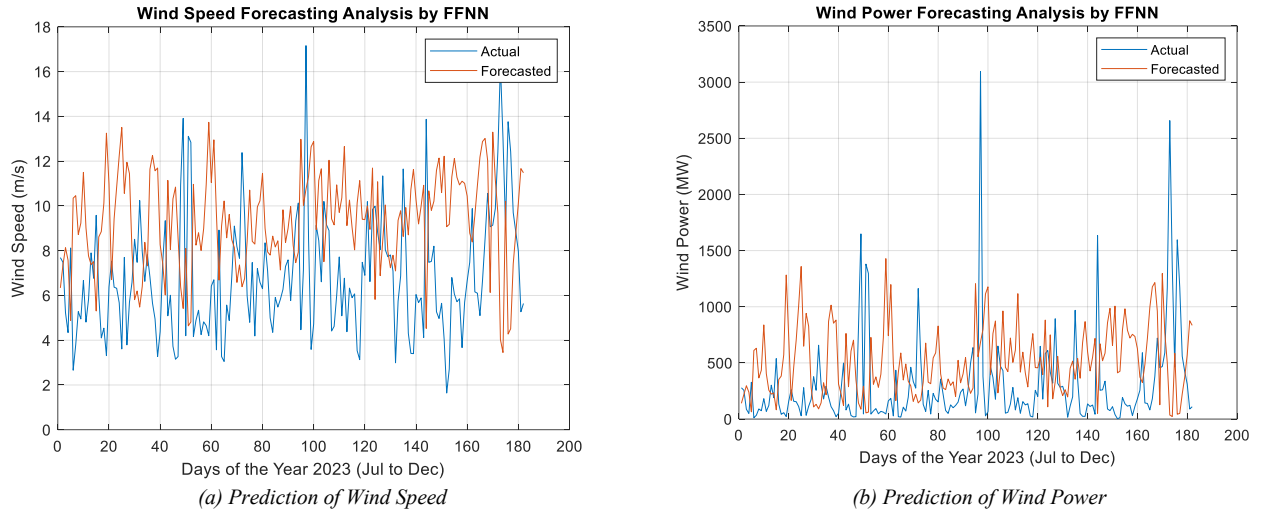 Wind Speed Forecasting Analysis by FFNN
18
16
14
12
10
8
6
4
2
0
Wind Speed (m/s)
Actual
Forecasted
0 20 40 60 80 100 120 140 160 180 200
Days of the Year 2023 (Jul to Dec)
(a) Prediction of Wind Speed
Wind Power Forecasting Analysis by FFNN
3500
3000
2500
2000
1500
1000
500
0
Wind Power (MW)
Actual
Forecasted
0 20 40 60 80 100 120 140 160 180 200
Days of the Year 2023 (Jul to Dec)
(b) Prediction of Wind Power